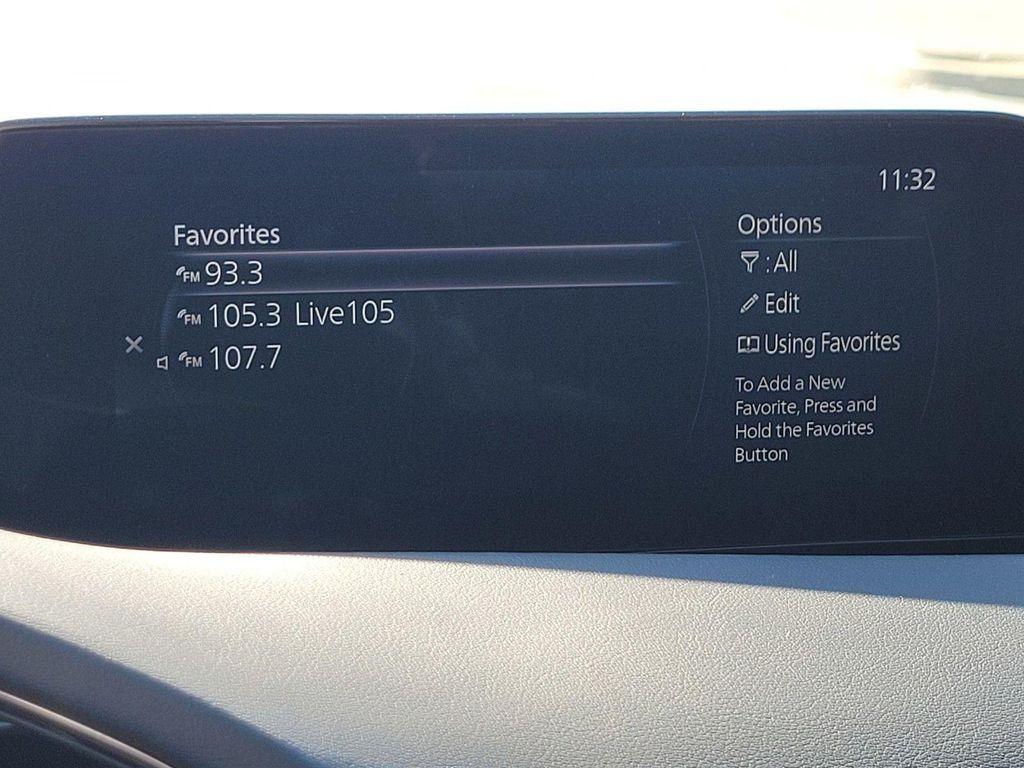 11:32
Favorites
FM 93.3
FM 105.3 Live105
FM 107.7
Options
: All
Edit
Using Favorites
To Add a New
Favorite, Press and
Hold the Favorites
Button